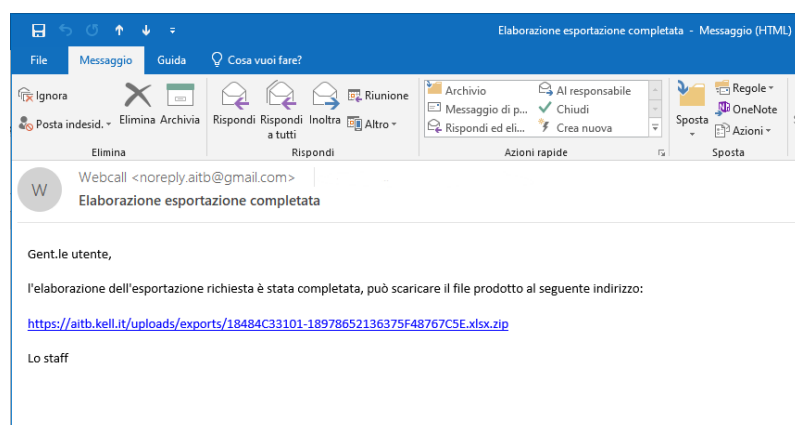 Elaborazione esportazione completata - Messaggio (HTML)
File Messaggio Guida Cosa vuoi fare?
Ignora
Posta indesid.
Elimina Archivia
Elimina
Rispondi Rispondi a tutti Inoltra
Riunione
Altro
Rispondi
Archivio Al responsabile
Messaggio di p... Chiudi
Rispondi ed eli... Crea nuova
Azioni rapide
Sposta
Regole
OneNote
Azioni
Sposta
W
Webcall <noreply.aitb@gmail.com>
Elaborazione esportazione completata
Gent.le utente,
l'elaborazione dell'esportazione richiesta è stata completata, può scaricare il file prodotto al seguente indirizzo:
https://aitb.kell.it/uploads/exports/18484C33101-18978652136375F48767C5E.xlsx.zip
Lo staff